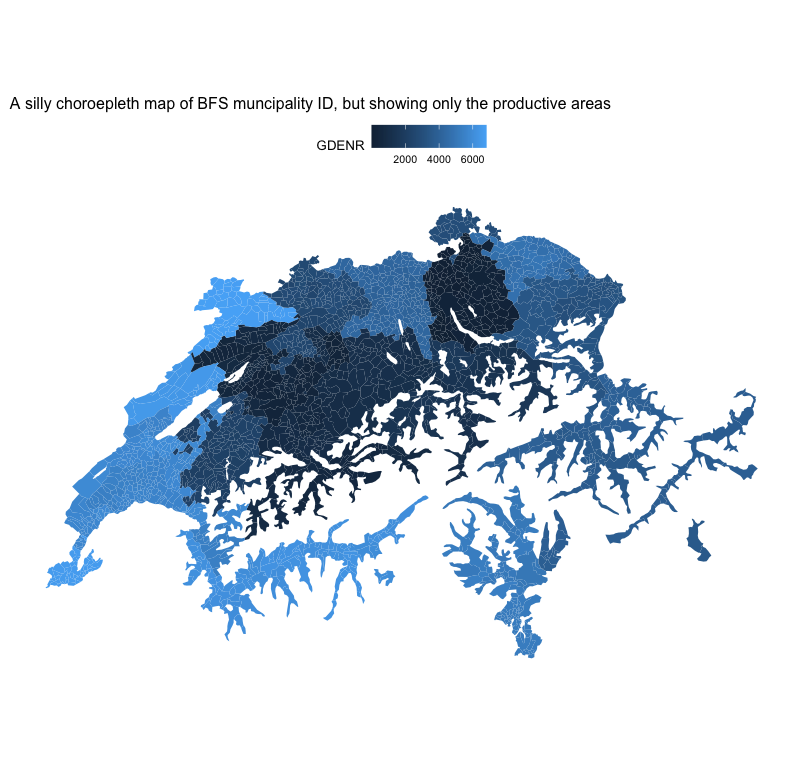 A silly choroepleth map of BFS muncipality ID, but showing only the productive areas
GDENR
2000 4000 6000